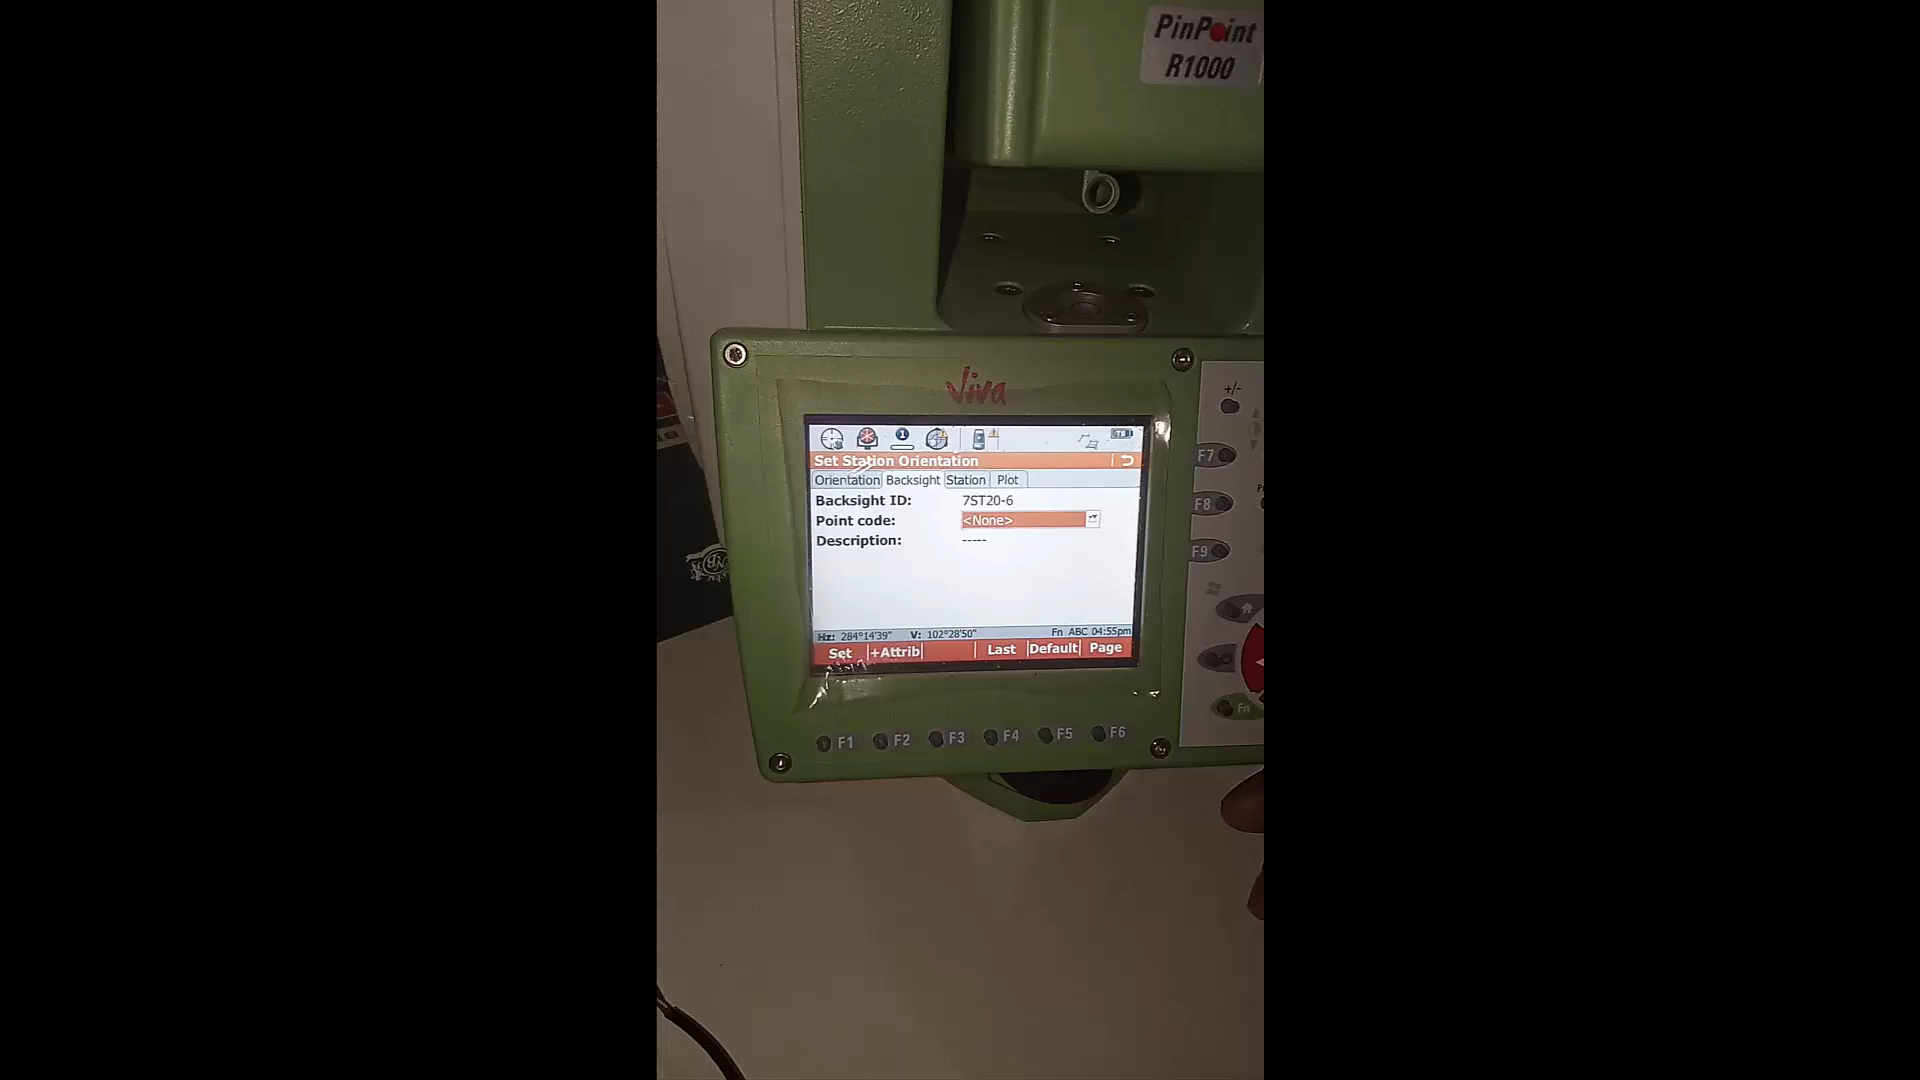 PinPoint
R1000
Viva
Set Station Orientation
Orientation Backsight Station Plot
Backsight ID: 7ST20-6
Point code: <None>
Description: -----
Hz: 284°14'39" V: 102°28'50" Fn ABC 04:55pm
Set +Attrib Last Default Page
F1 F2 F3 F4 F5 F6
+/-
F7
F8
F9
Fn